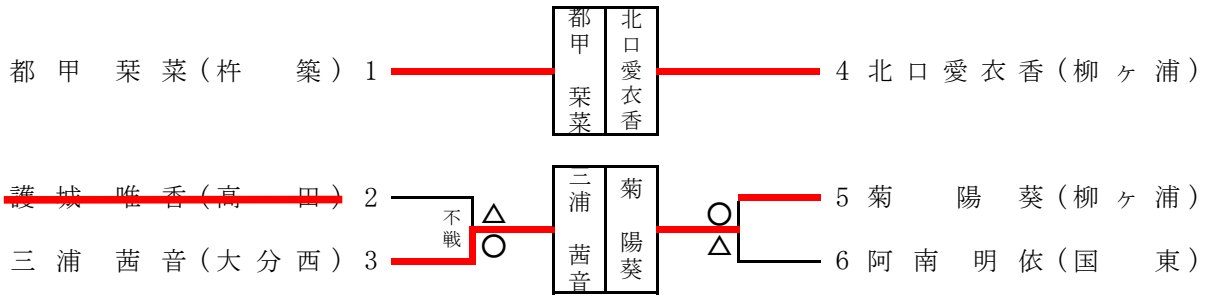 都甲 栞菜(杵 築) 1
護城 唯香(高 田) 2
三浦 茜音(大分西) 3
不戦
△
○
都甲 栞菜
北口愛衣香
三浦 茜音
菊 陽葵
○
△
4 北口愛衣香(柳ヶ浦)
5 菊 陽葵(柳ヶ浦)
6 阿南 明依(国 東)